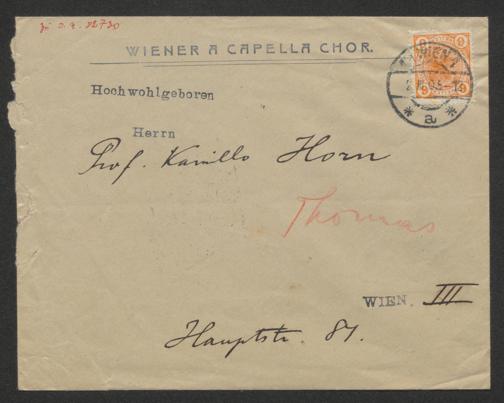 WIENER A CAPELLA CHOR.
Hochwohlgeboren
Herrn
Prof. Kamillo Horn
Thomas
WIEN. III
Hauptstr. 81.